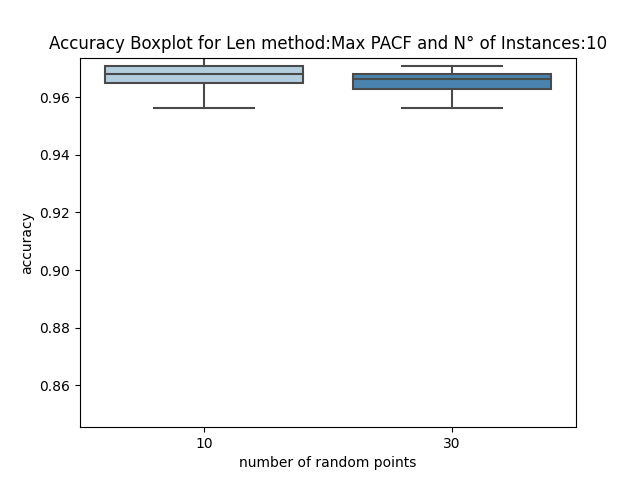 Accuracy Boxplot for Len method:Max PACF and N° of Instances:10
accuracy
0.96
0.94
0.92
0.90
0.88
0.86
10 30
number of random points